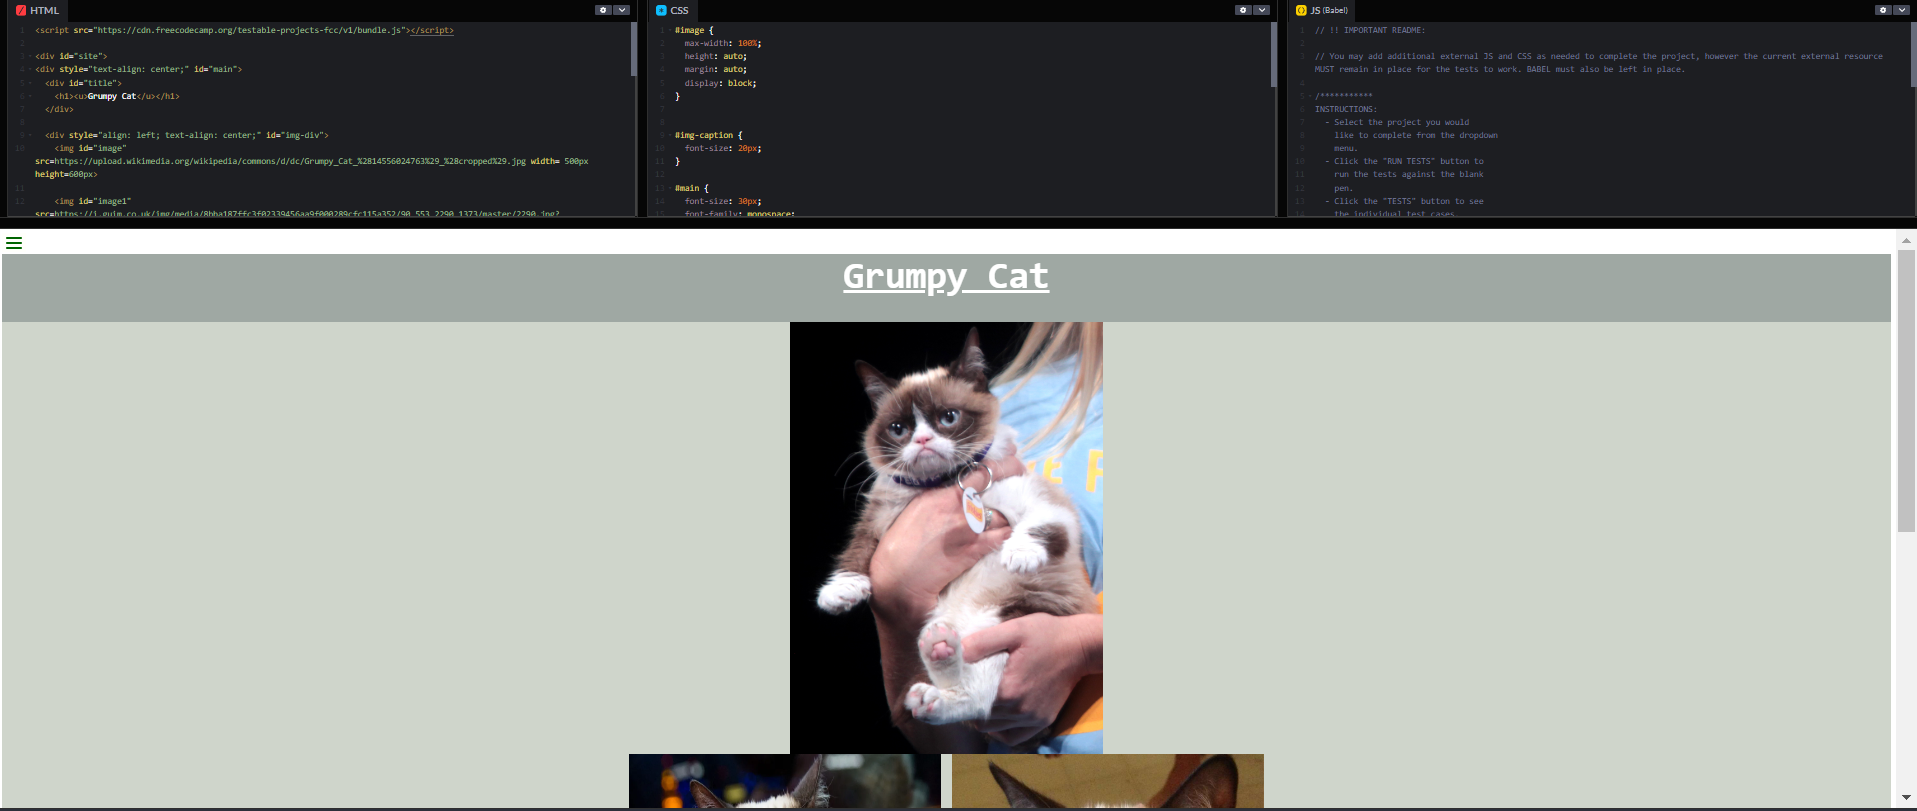 HTML
1 <script src="https://cdn.freecodecamp.org/testable-projects-fcc/v1/bundle.js"></script>
2
3 <div id="site">
4 <div style="text-align: center;" id="main">
5 <div id="title">
6 <h1><u>Grumpy Cat</u></h1>
7 </div>
8
9 <div style="align: left; text-align: center;" id="img-div">
10 <img id="image"
src=https://upload.wikimedia.org/wikipedia/commons/d/dc/Grumpy_Cat_%2814556024763%29_%28cropped%29.jpg width= 500px
height=600px>
11
12 <img id="image1"
src=https://i.guim.co.uk/img/media/8bba187ffc3f02339456aa9f000289cfc115a352/90_553_2290_1373/master/2290.jpg?
CSS
1 #image {
2 max-width: 100%;
3 height: auto;
4 margin: auto;
5 display: block;
6 }
7
8
9 #img-caption {
10 font-size: 20px;
11 }
12
13 #main {
14 font-size: 30px;
15 font-family: monospace;
JS (Babel)
1 // !! IMPORTANT README:
2
3 // You may add additional external JS and CSS as needed to complete the project, however the current external resource
MUST remain in place for the tests to work. BABEL must also be left in place.
4
5 /***********
6 INSTRUCTIONS:
7 - Select the project you would
8 like to complete from the dropdown
9 menu.
10 - Click the "RUN TESTS" button to
11 run the tests against the blank
12 pen.
13 - Click the "TESTS" button to see
14 the individual test cases.
Grumpy Cat